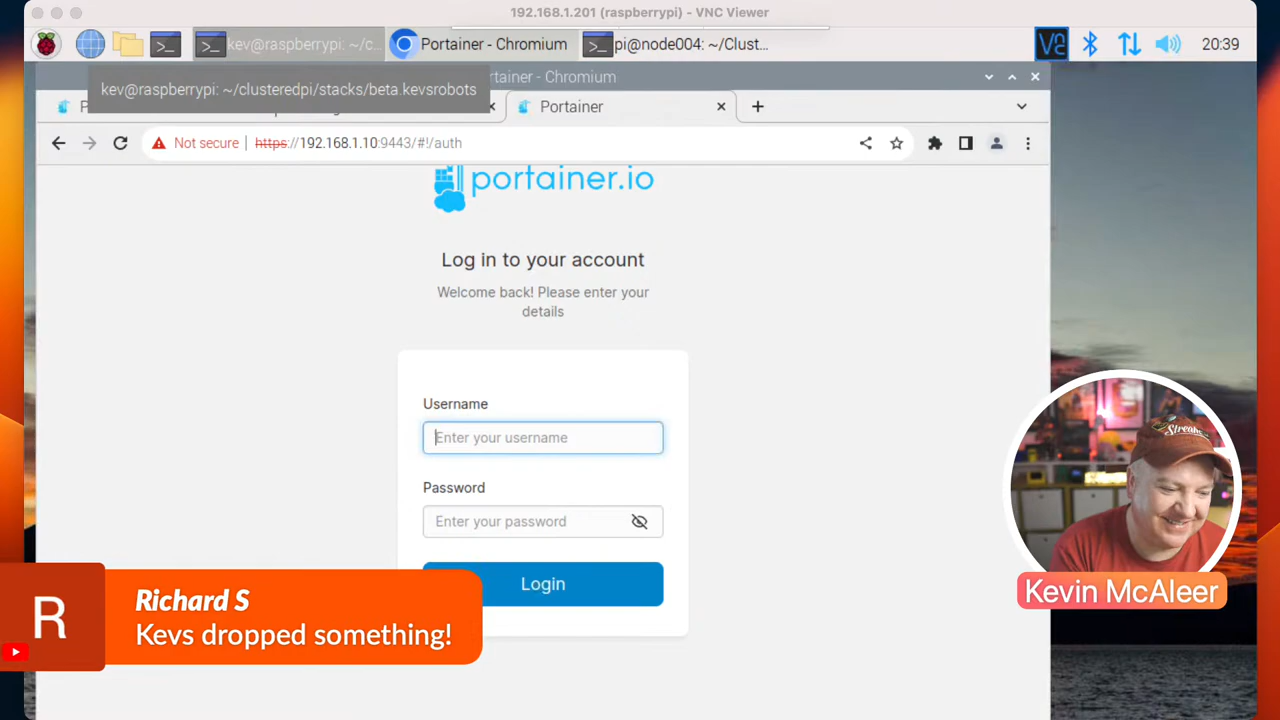 192.168.1.201 (raspberrypi) - VNC Viewer
kev@raspberrypi: ~/c...
Portainer - Chromium
pi@node004: ~/Clust...
20:39
kev@raspberrypi: ~/clusteredpi/stacks/beta.kevsrobots
rtainer - Chromium
Portainer
Not secure
https://192.168.1.10:9443/#!/auth
portainer.io
Log in to your account
Welcome back! Please enter your
details
Username
Enter your username
Password
Enter your password
Login
R
Richard S
Kevs dropped something!
Streaks
Kevin McAleer